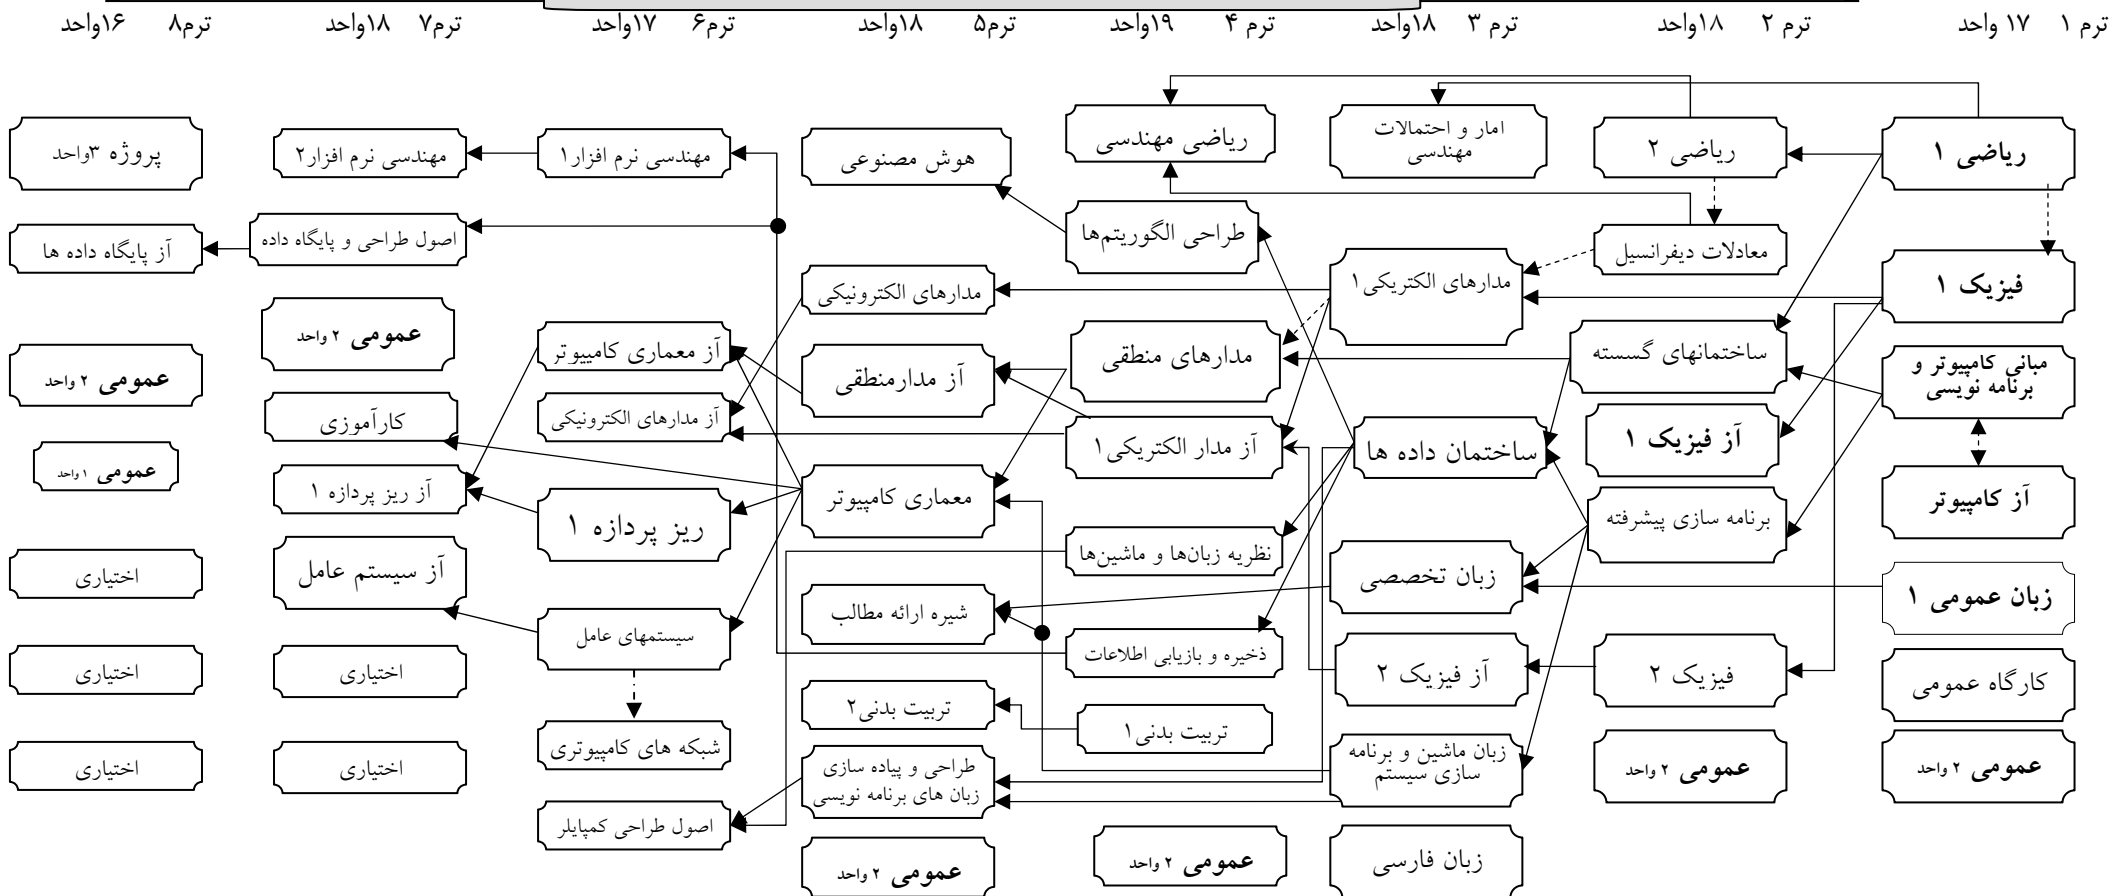 ترم ۱ ۱۷ واحد
ترم ۲ ۱۸واحد
ترم ۳ ۱۸واحد
ترم ۴ ۱۹واحد
ترم۵ ۱۸واحد
ترم۶ ۱۷واحد
ترم۷ ۱۸واحد
ترم۸ ۱۶واحد
ریاضی ۱
فیزیک ۱
مبانی کامپیوتر و
برنامه نویسی
آز کامپیوتر
زبان عمومی ۱
کارگاه عمومی
عمومی ۲ واحد
ریاضی ۲
معادلات دیفرانسیل
ساختمانهای گسسته
آز فیزیک ۱
برنامه سازی پیشرفته
فیزیک ۲
عمومی ۲ واحد
امار و احتمالات
مهندسی
مدارهای الکتریکی۱
ساختمان داده ها
زبان تخصصی
آز فیزیک ۲
زبان ماشین و برنامه
سازی سیستم
زبان فارسی
ریاضی مهندسی
طراحی الگوریتم‌ها
مدارهای منطقی
آز مدار الکتریکی۱
نظریه زبان‌ها و ماشین‌ها
ذخیره و بازیابی اطلاعات
تربیت بدنی۱
عمومی ۲ واحد
هوش مصنوعی
مدارهای الکترونیکی
آز مدارمنطقی
معماری کامپیوتر
شیره ارائه مطالب
تربیت بدنی۲
طراحی و پیاده سازی
زبان های برنامه نویسی
عمومی ۲ واحد
مهندسی نرم افزار۱
آز معماری کامپیوتر
آز مدارهای الکترونیکی
ریز پردازه ۱
سیستمهای عامل
شبکه های کامپیوتری
اصول طراحی کمپایلر
مهندسی نرم افزار۲
اصول طراحی و پایگاه داده
عمومی ۲ واحد
کارآموزی
آز ریز پردازه ۱
آز سیستم عامل
اختیاری
اختیاری
پروژه ۳واحد
آز پایگاه داده ها
عمومی ۲ واحد
عمومی ۱ واحد
اختیاری
اختیاری
اختیاری